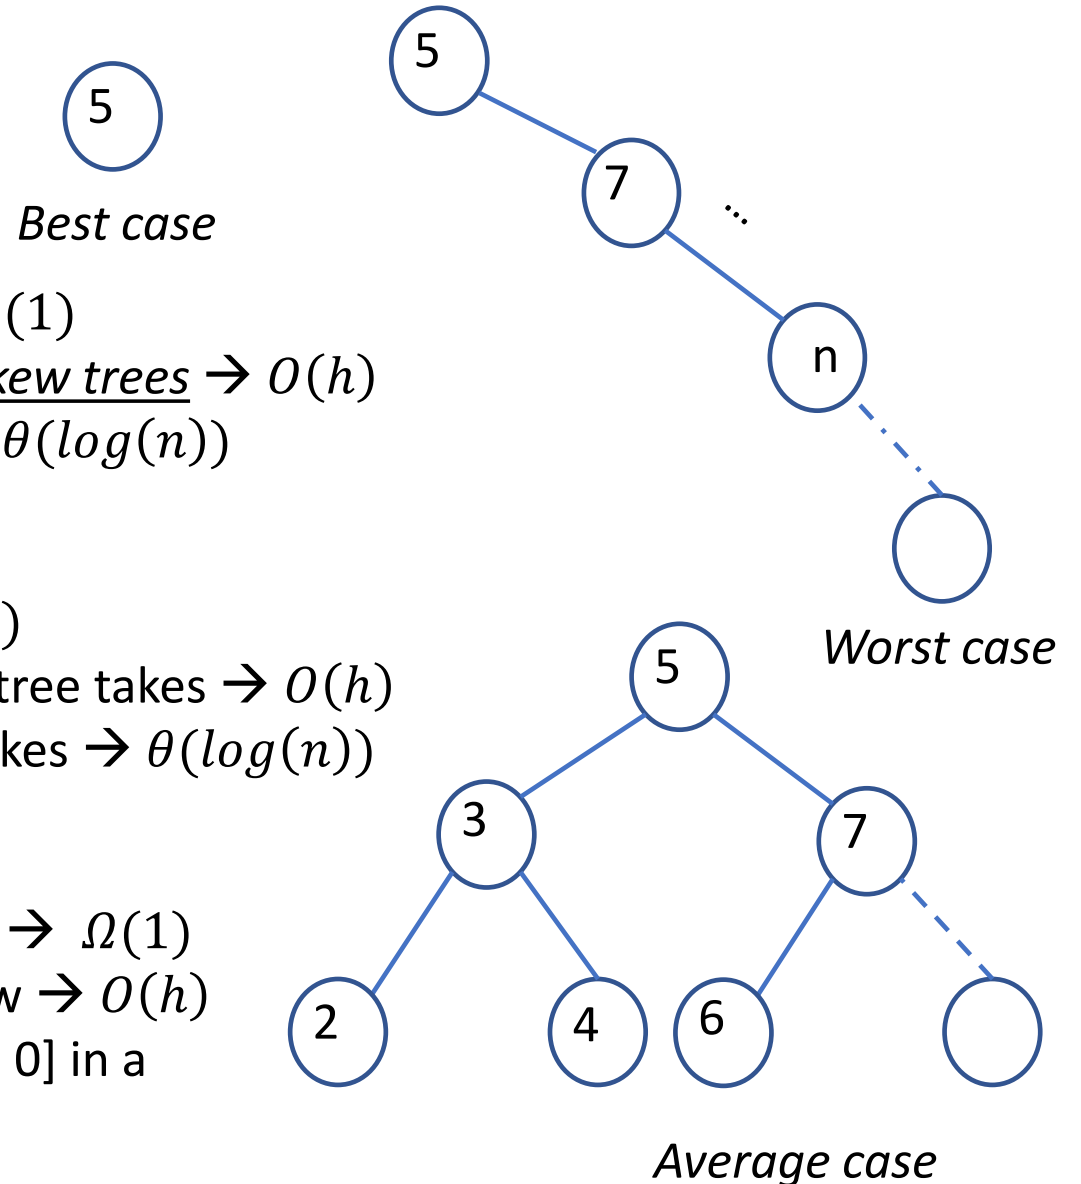 5
5
7
...
n
Best case
(1)
kew trees → O(h)
θ(log(n))
)
tree takes → O(h)
kes → θ(log(n))
→ Ω(1)
w → O(h)
0] in a
Worst case
5
3
7
2
4
6
Average case